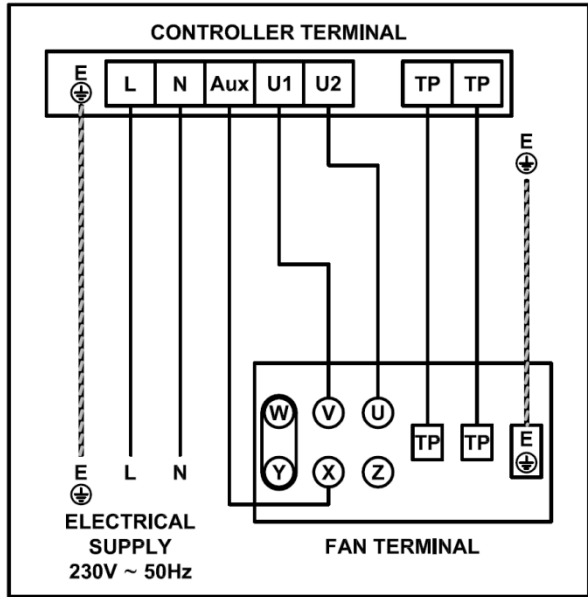 CONTROLLER TERMINAL
E L N Aux U1 U2 TP TP
E
W V U
TP TP E
Y X Z
E L N
ELECTRICAL
SUPPLY
230V ~ 50Hz
FAN TERMINAL